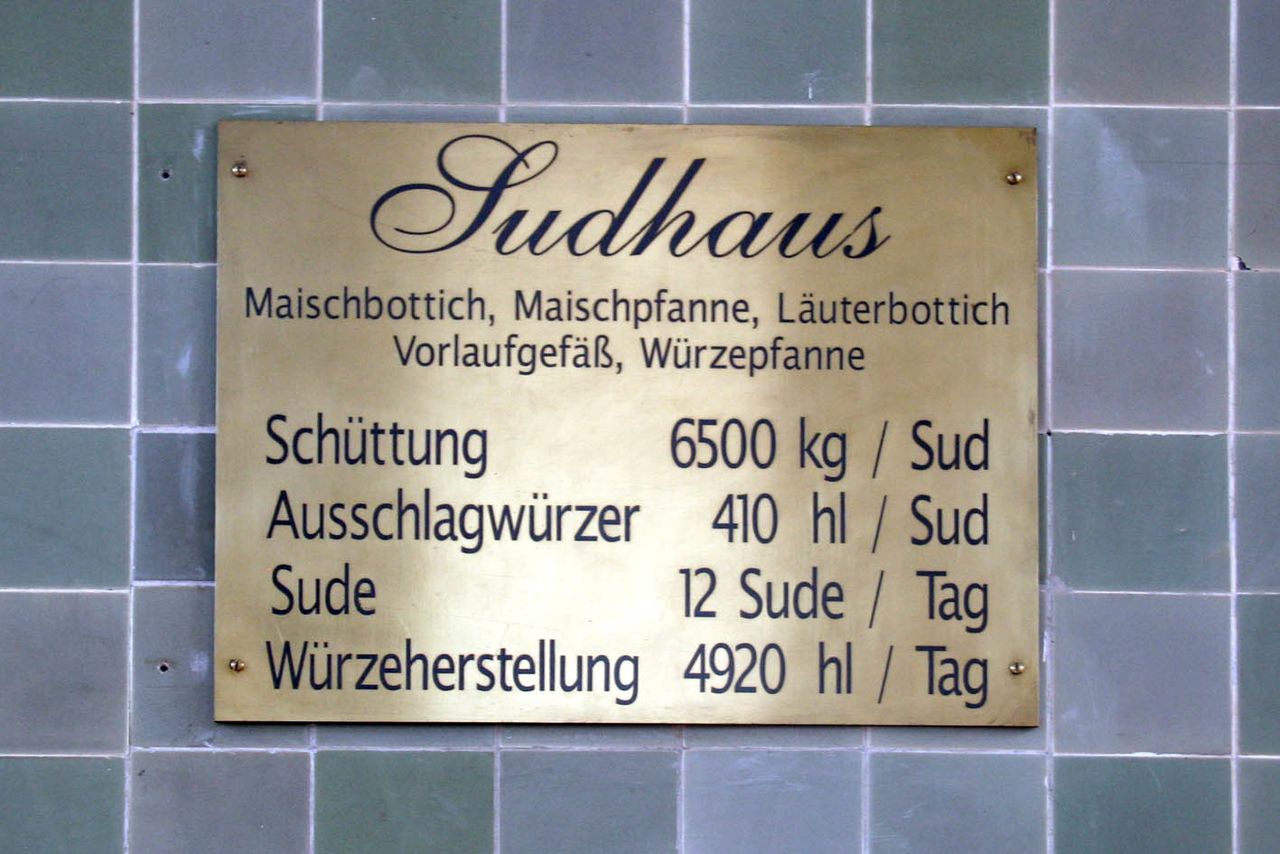 Sudhaus
Maischbottich, Maischpfanne, Läuterbottich
Vorlaufgefäß, Würzepfanne
Schüttung 6500 kg / Sud
Ausschlagwürzer 410 hl / Sud
Sude 12 Sude / Tag
Würzeherstellung 4920 hl / Tag